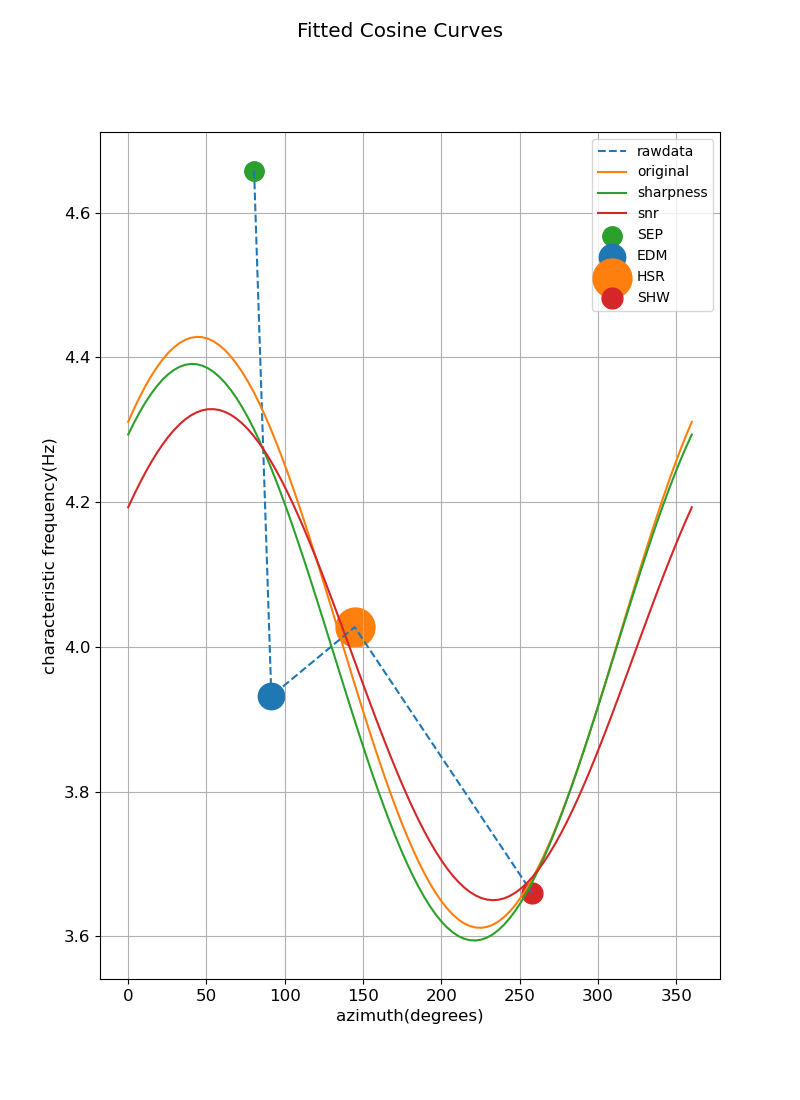 Fitted Cosine Curves
rawdata
original
sharpness
snr
SEP
EDM
HSR
SHW
4.6
4.4
4.2
4.0
3.8
3.6
characteristic frequency(Hz)
0 50 100 150 200 250 300 350
azimuth(degrees)